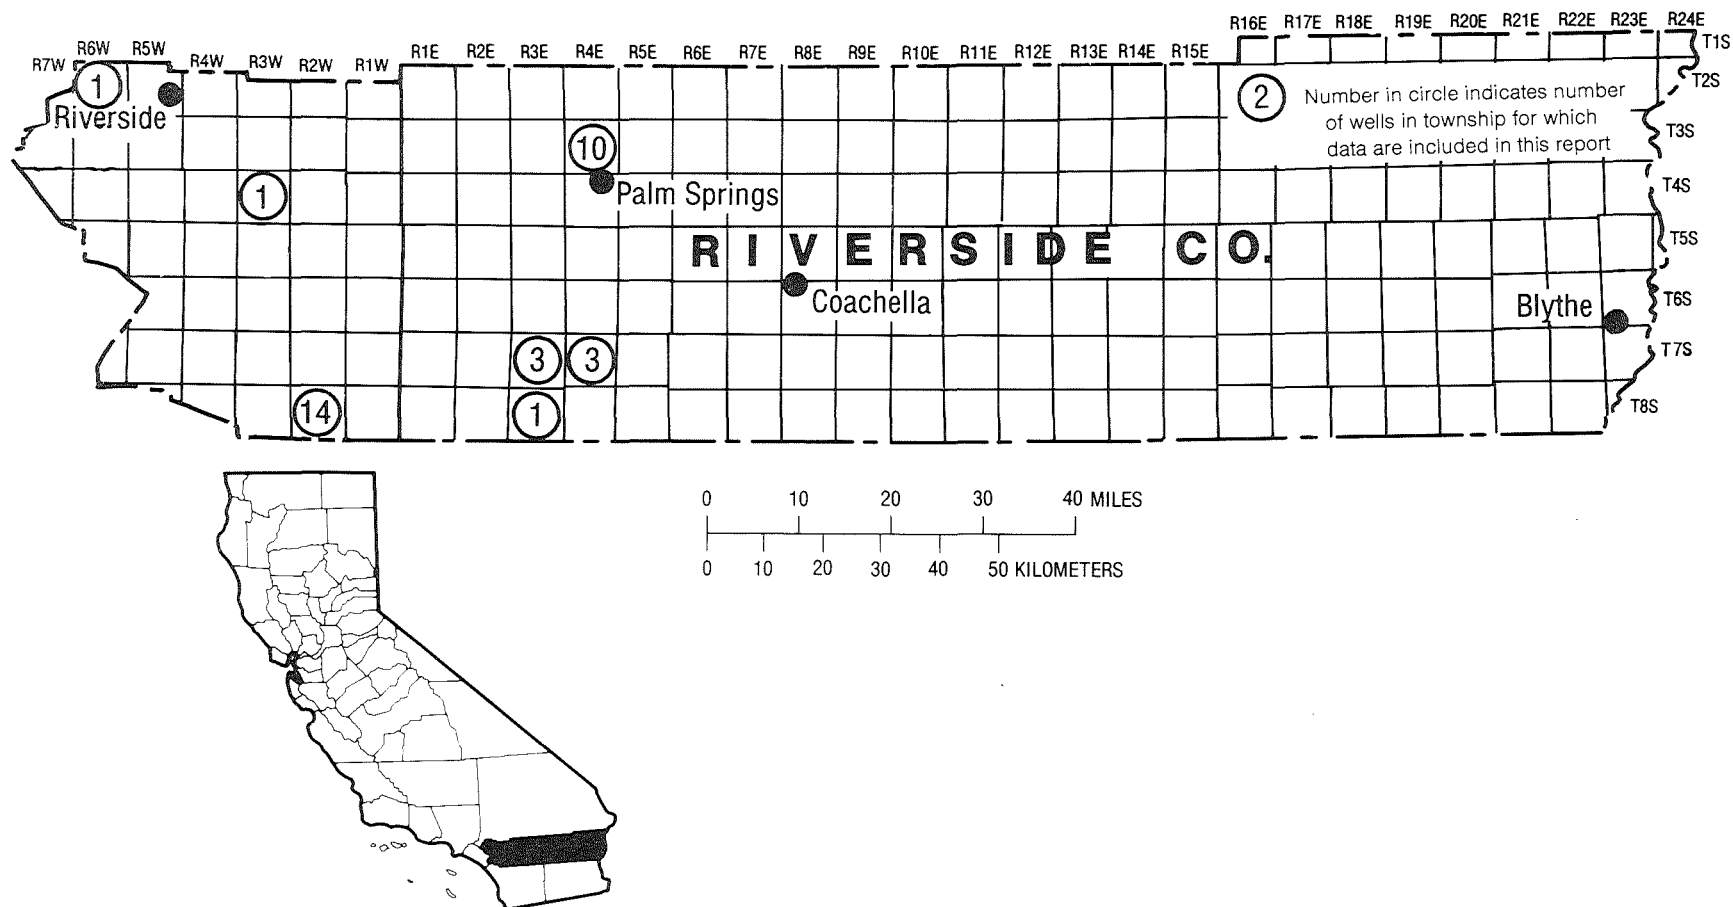 R7W R6W R5W R4W R3W R2W R1W R1E R2E R3E R4E R5E R6E R7E R8E R9E R10E R11E R12E R13E R14E R15E R16E R17E R18E R19E R20E R21E R22E R23E R24E
T1S
T2S
T3S
T4S
T5S
T6S
T7S
T8S
1
Riverside
2
Number in circle indicates number
of wells in township for which
data are included in this report
10
Palm Springs
1
RIVERSIDE CO.
Coachella
Blythe
3 3
14 1
0 10 20 30 40 MILES
0 10 20 30 40 50 KILOMETERS